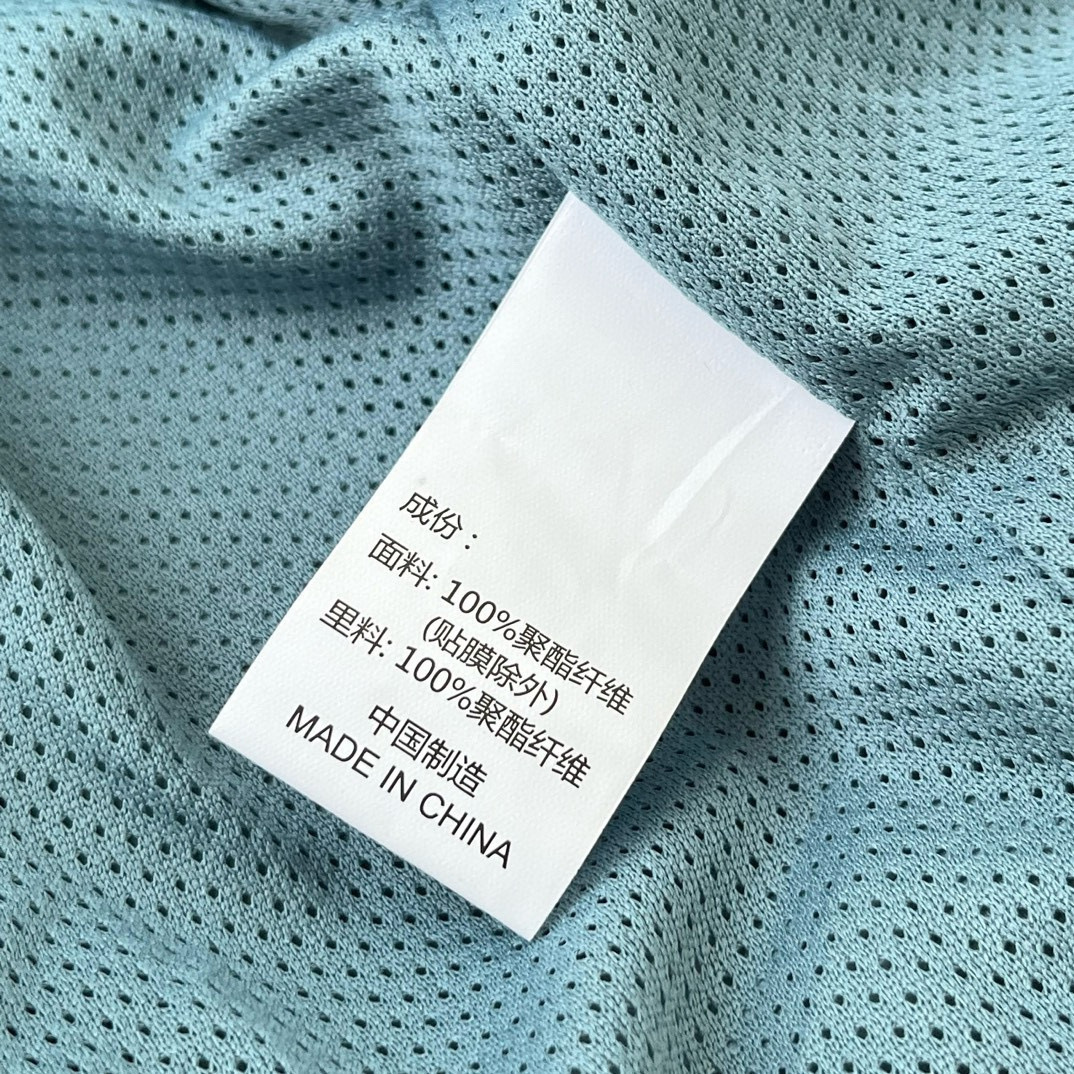 成份：
面料: 100%聚酯纤维
(贴膜除外)
里料: 100%聚酯纤维
中国制造
MADE IN CHINA